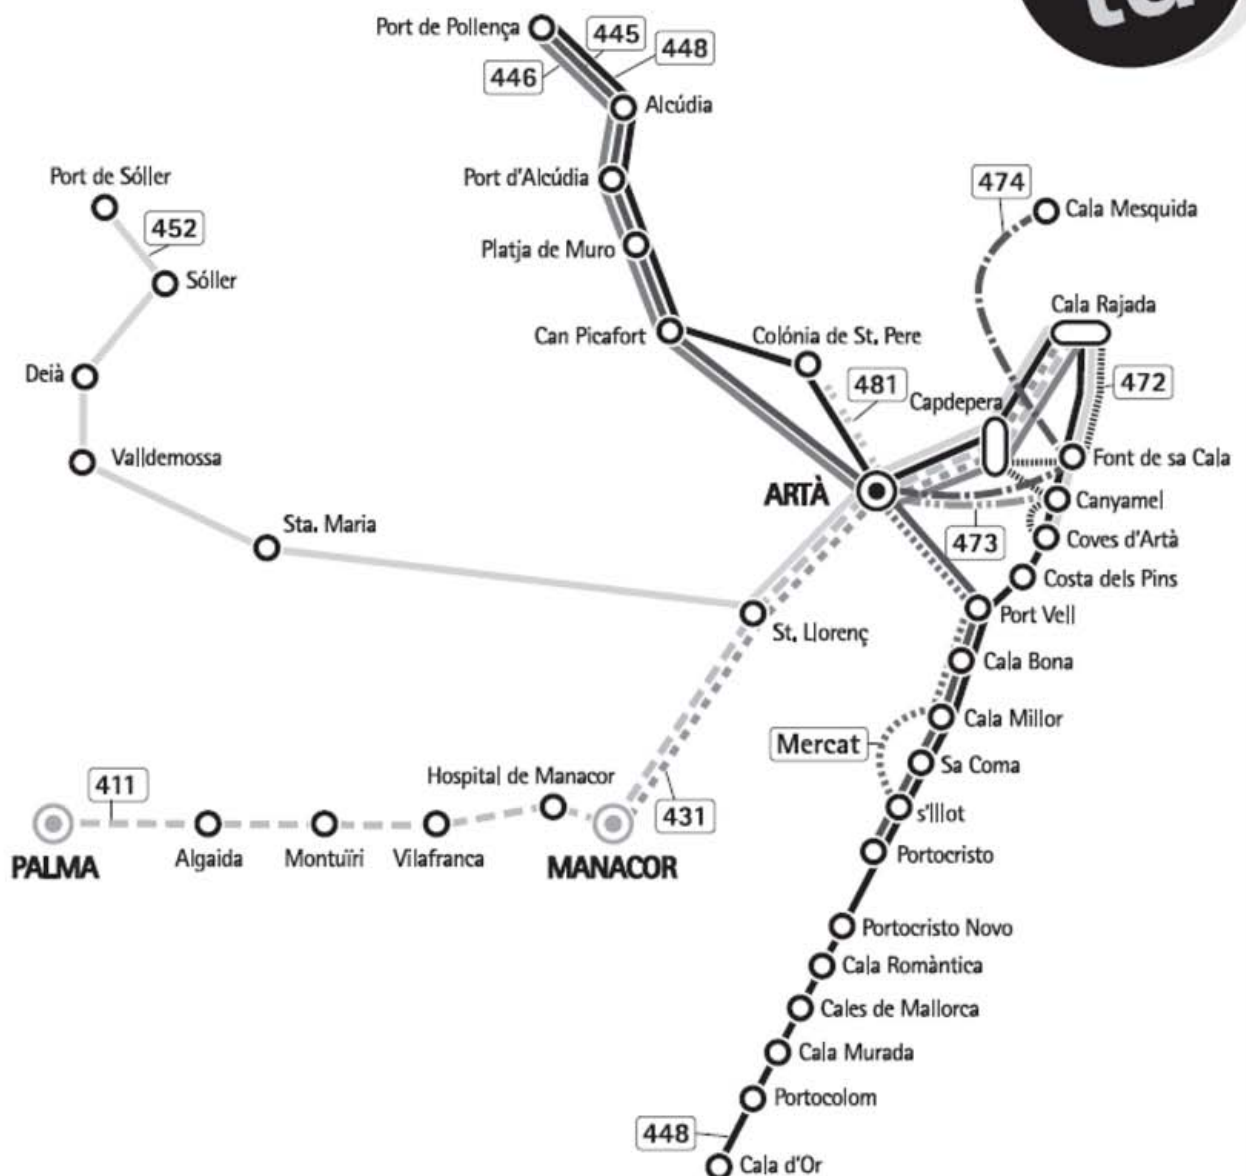 ta
Port de Pollença
445
448
446
Alcúdia
Port de Sóller
452
Port d'Alcúdia
474
Cala Mesquida
Sóller
Platja de Muro
Can Picafort
Colónia de St. Pere
Cala Rajada
Deià
481
Capdepera
472
Valldemossa
Font de sa Cala
ARTÀ
Canyamel
Sta. Maria
473
Coves d'Artà
Costa dels Pins
St. Llorenç
Port Vell
Cala Bona
Cala Millor
Mercat
Sa Coma
411
Hospital de Manacor
431
s'Illot
PALMA
Algaida
Montuïri
Vilafranca
MANACOR
Portocristo
Portocristo Novo
Cala Romàntica
Cales de Mallorca
Cala Murada
Portocolom
448
Cala d'Or